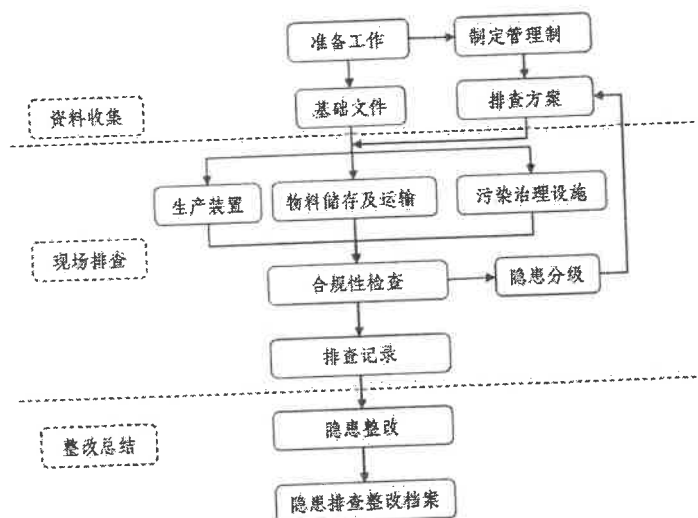 准备工作
制定管理制
资料收集
基础文件
排查方案
生产装置
物料储存及运输
污染治理设施
现场排查
合规性检查
隐患分级
排查记录
整改总结
隐患整改
隐患排查整改档案